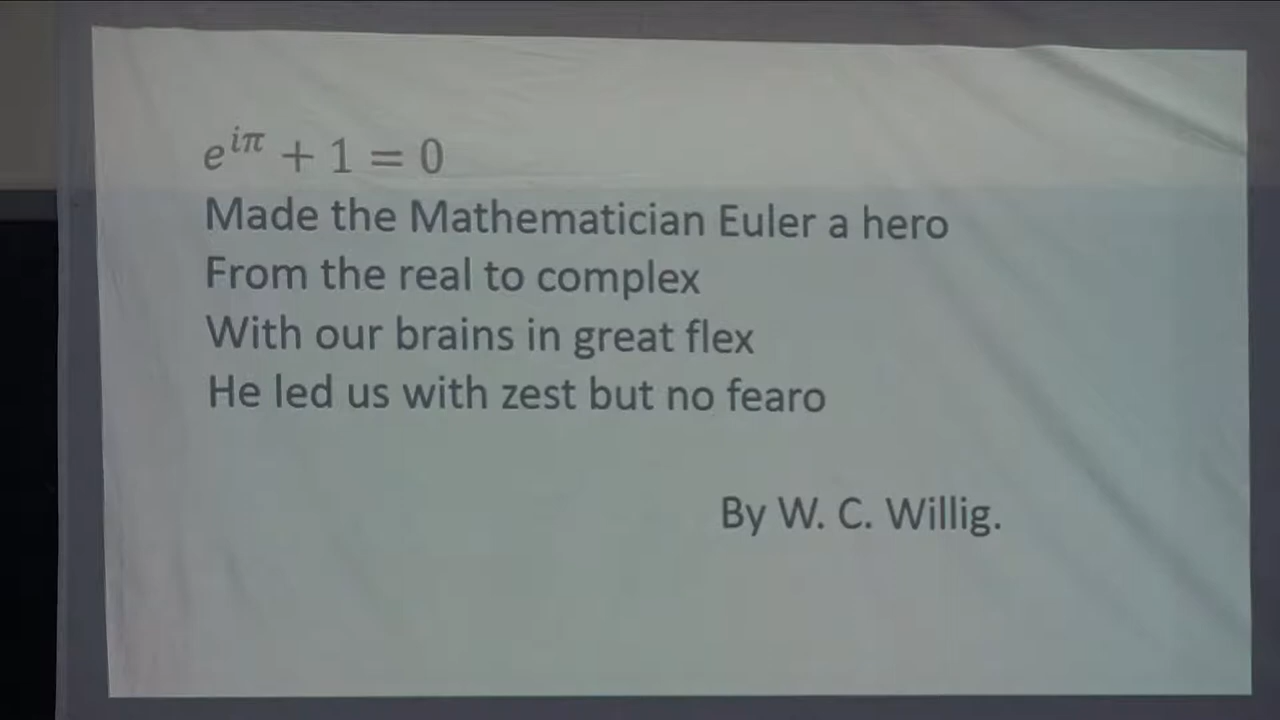 e^{iπ} + 1 = 0
Made the Mathematician Euler a hero
From the real to complex
With our brains in great flex
He led us with zest but no fearo
By W. C. Willig.